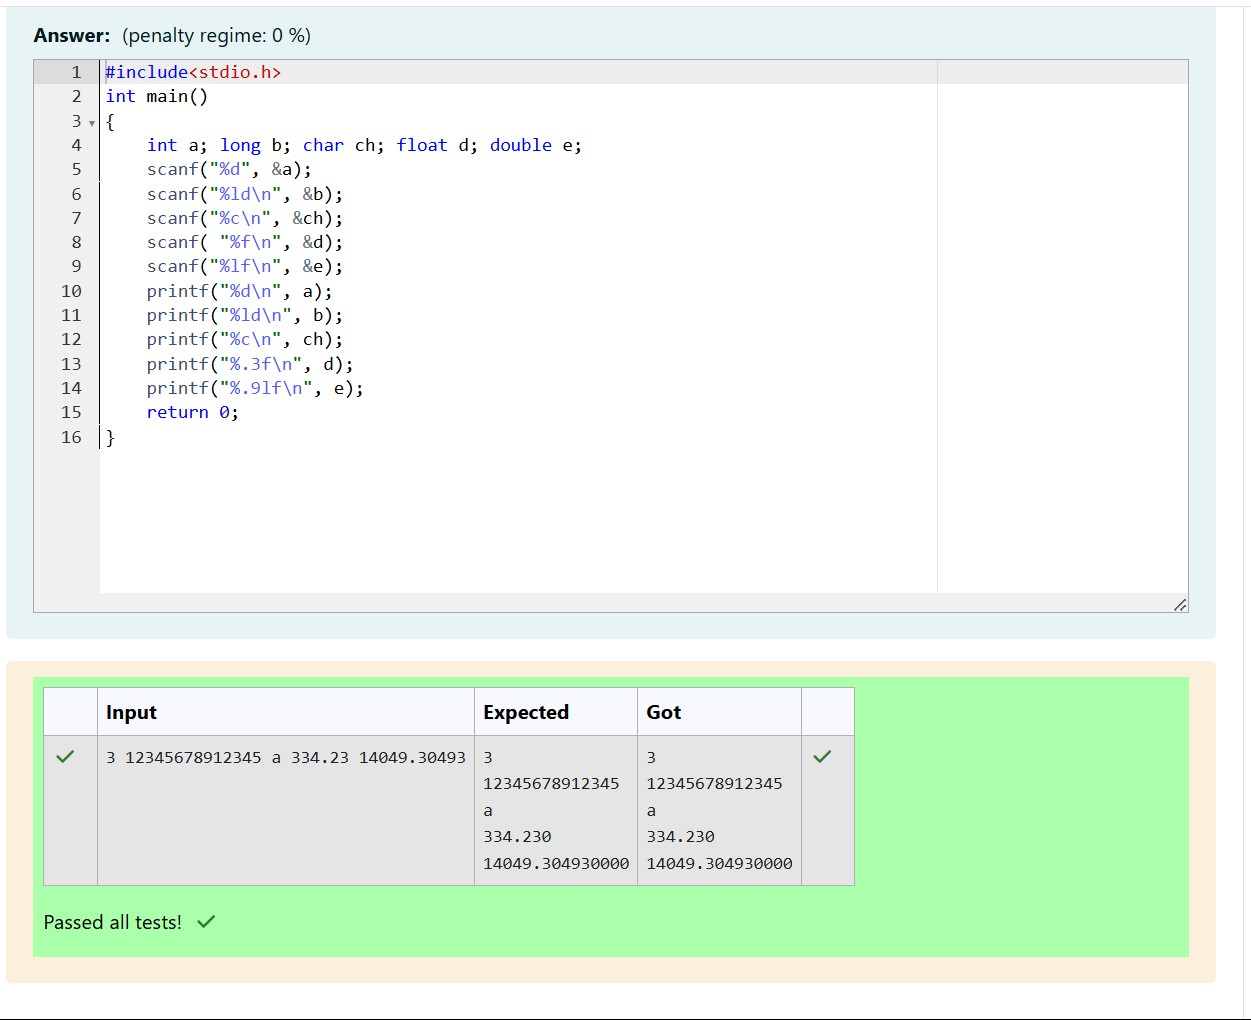 Answer: (penalty regime: 0 %)
1 #include<stdio.h>
2 int main()
3 {
4     int a; long b; char ch; float d; double e;
5     scanf("%d", &a);
6     scanf("%ld\n", &b);
7     scanf("%c\n", &ch);
8     scanf( "%f\n", &d);
9     scanf("%lf\n", &e);
10     printf("%d\n", a);
11     printf("%ld\n", b);
12     printf("%c\n", ch);
13     printf("%.3f\n", d);
14     printf("%.9lf\n", e);
15     return 0;
16 }
Input Expected Got
3 12345678912345 a 334.23 14049.30493 3 3
12345678912345 12345678912345
a a
334.230 334.230
14049.304930000 14049.304930000
Passed all tests!